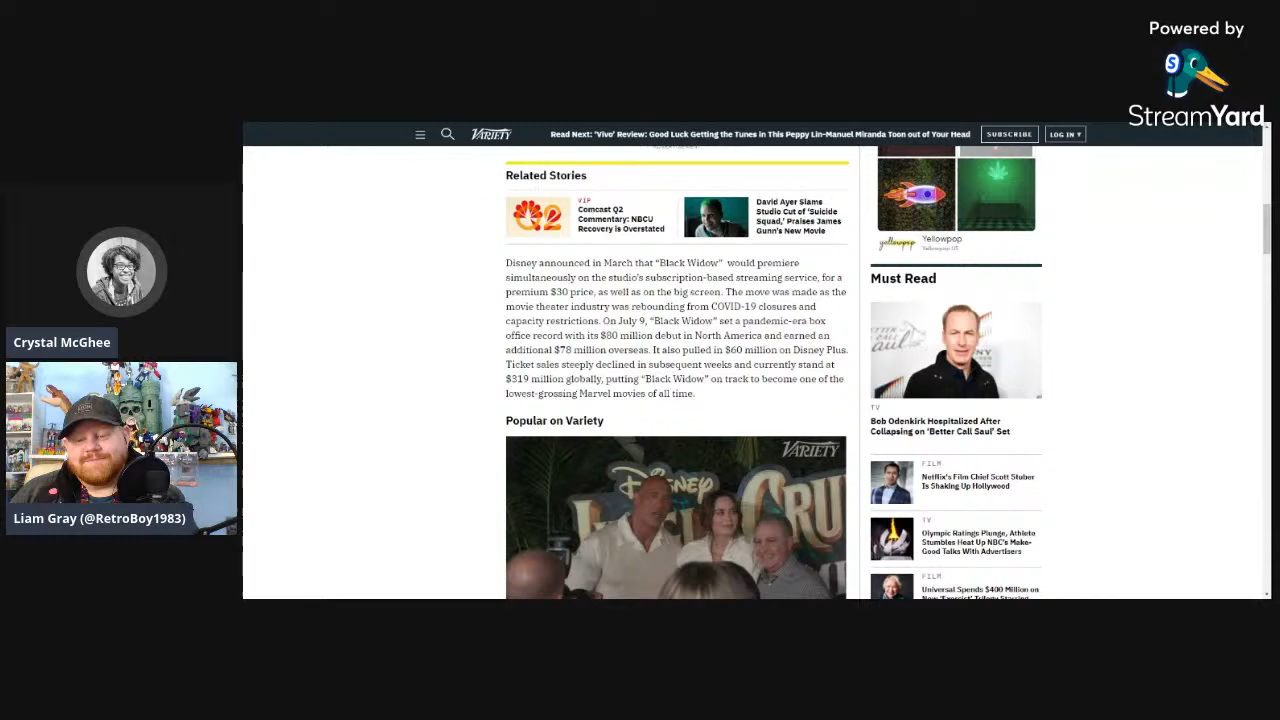 Powered by
StreamYard
VARIETY
Read Next: 'Vivo' Review: Good Luck Getting the Tunes in This Peppy Lin-Manuel Miranda Toon out of Your Head
SUBSCRIBE
LOG IN ▾
ADVERTISEMENT
Related Stories
VIP
Comcast Q2
Commentary: NBCU
Recovery is Overstated
David Ayer Slams
Studio Cut of 'Suicide
Squad,' Praises James
Gunn's New Movie
Disney announced in March that "Black Widow" would premiere
simultaneously on the studio's subscription-based streaming service, for a
premium $30 price, as well as on the big screen. The move was made as the
movie theater industry was rebounding from COVID-19 closures and
capacity restrictions. On July 9, "Black Widow" set a pandemic-era box
office record with its $80 million debut in North America and earned an
additional $78 million overseas. It also pulled in $60 million on Disney Plus.
Ticket sales steeply declined in subsequent weeks and currently stand at
$319 million globally, putting "Black Widow" on track to become one of the
lowest-grossing Marvel movies of all time.
Popular on Variety
VARIETY
Disney
CRU
yellowpop
Yellowpop
Yellowpop US
Must Read
TV
Bob Odenkirk Hospitalized After
Collapsing on 'Better Call Saul' Set
FILM
Netflix's Film Chief Scott Stuber
Is Shaking Up Hollywood
TV
Olympic Ratings Plunge, Athlete
Stumbles Heat Up NBC's Make-
Good Talks With Advertisers
FILM
Universal Spends $400 Million on
New 'Exorcist' Trilogy Starring
Crystal McGhee
Liam Gray (@RetroBoy1983)